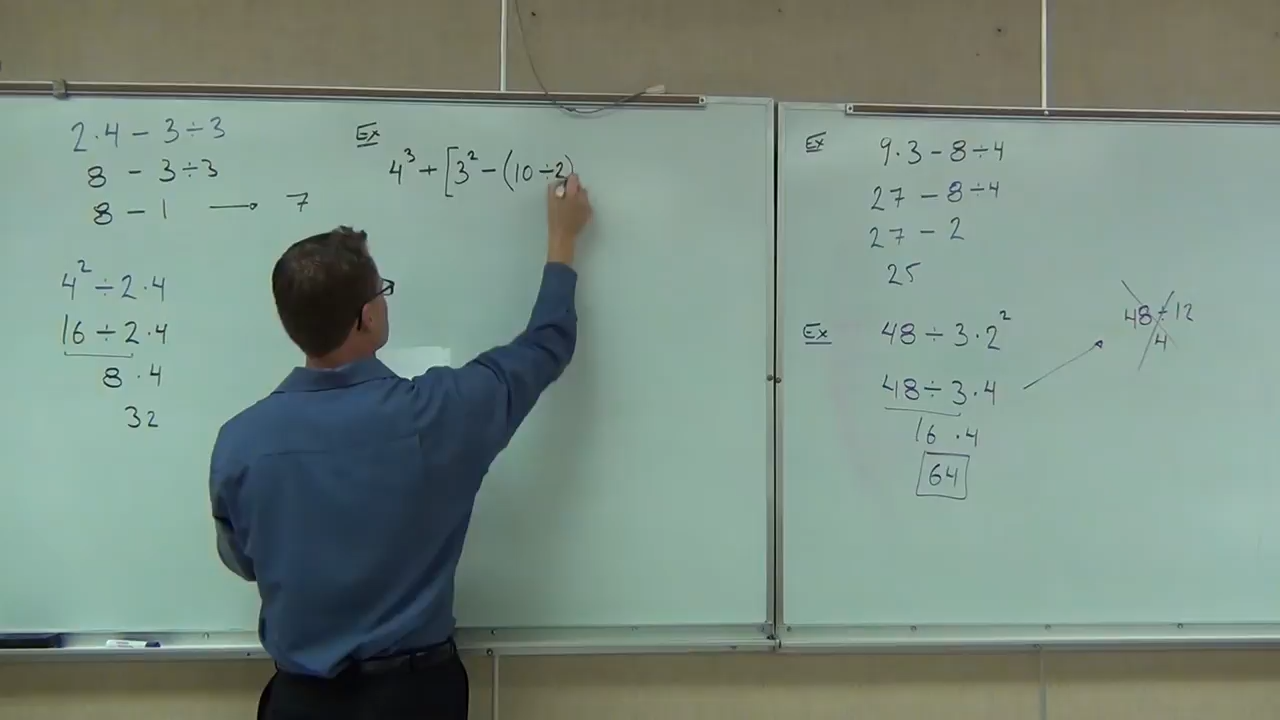 2·4 − 3÷3
8 − 3÷3
8 − 1 → 7
4² ÷ 2·4
16 ÷ 2·4
8·4
32
Ex
4³ + [3² − (10÷2)
Ex
9·3 − 8÷4
27 − 8÷4
27 − 2
25
Ex
48 ÷ 3·2²
48 ÷ 3·4
16·4
64
48 ÷ 12
4